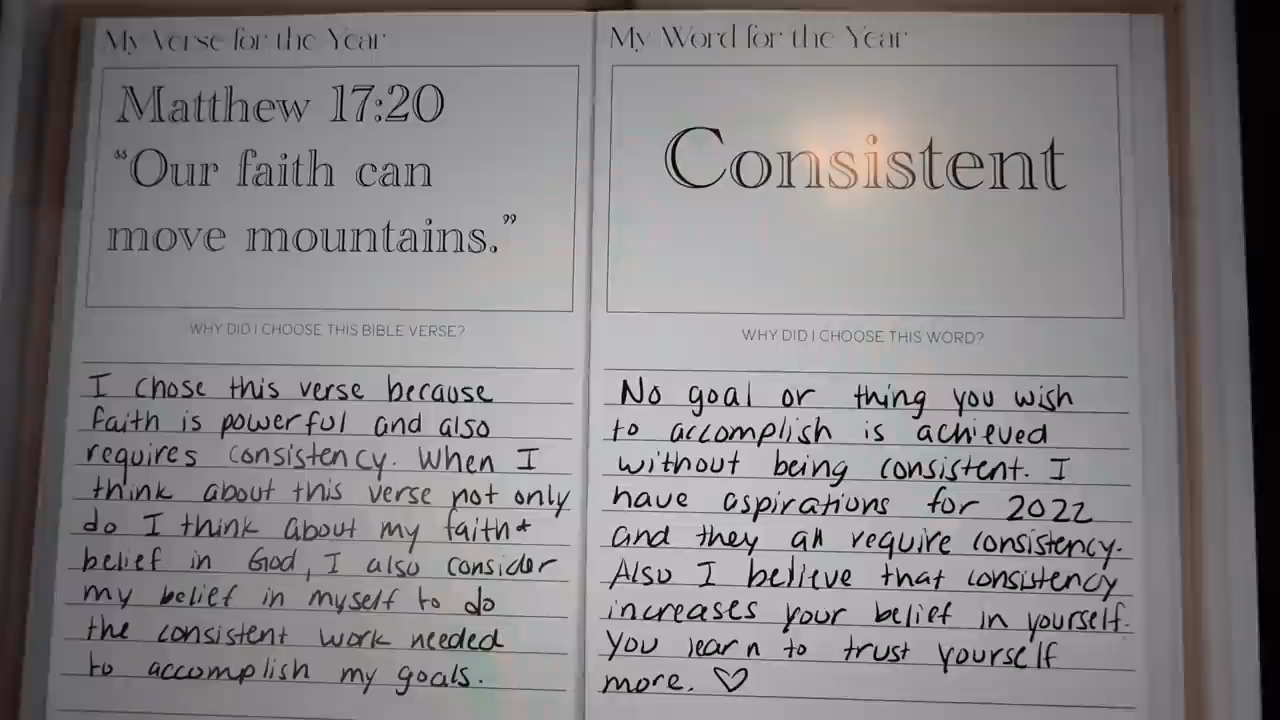 My Verse for the Year
Matthew 17:20
"Our faith can
move mountains."
WHY DID I CHOOSE THIS BIBLE VERSE?
I chose this verse because
faith is powerful and also
requires consistency. When I
think about this verse not only
do I think about my faith+
belief in God, I also consider
my belief in myself to do
the consistent work needed
to accomplish my goals.
My Word for the Year
Consistent
WHY DID I CHOOSE THIS WORD?
No goal or thing you wish
to accomplish is achieved
without being consistent. I
have aspirations for 2022
and they all require consistency.
Also I believe that consistency
increases your belief in yourself.
You learn to trust yourself
more. ♡